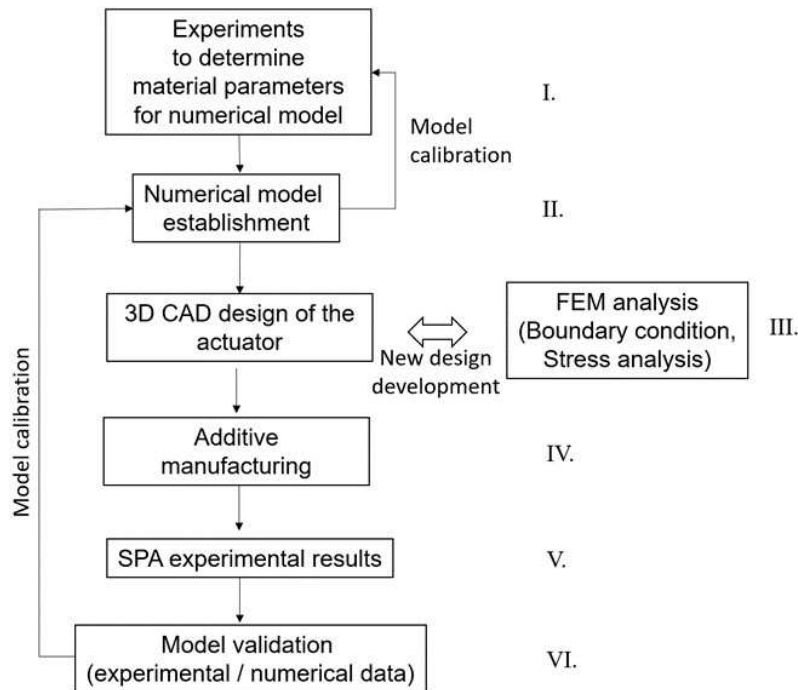 Experiments
to determine
material parameters
for numerical model
I.
Model
calibration
Numerical model
establishment
II.
3D CAD design of the
actuator
New design
development
FEM analysis
(Boundary condition,
Stress analysis)
III.
Model calibration
Additive
manufacturing
IV.
SPA experimental results
V.
Model validation
(experimental / numerical data)
VI.